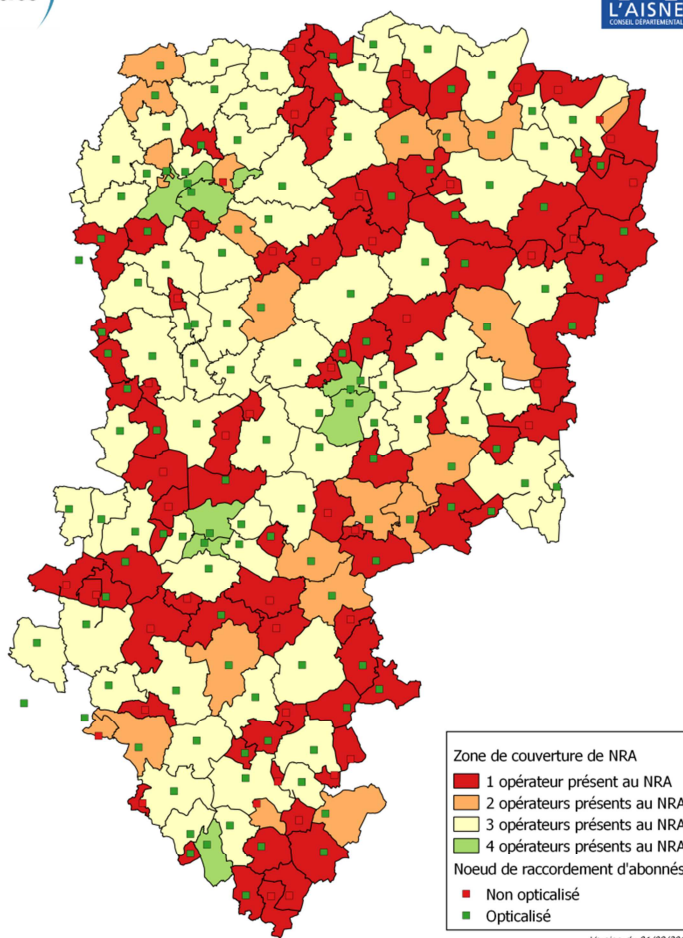 L'AISNE
CONSEIL DÉPARTEMENTAL
Zone de couverture de NRA
1 opérateur présent au NRA
2 opérateurs présents au NRA
3 opérateurs présents au NRA
4 opérateurs présents au NRA
Noeud de raccordement d'abonnés
Non opticalisé
Opticalisé